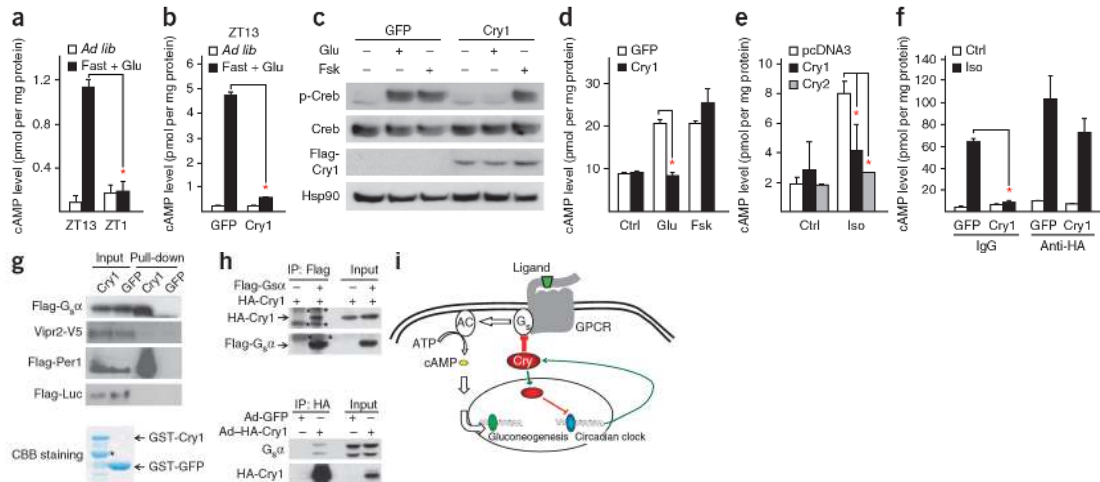 a
cAMP level (pmol per mg protein)
Ad lib
Fast + Glu
1.2
0.8
0.4
*
ZT13 ZT1
b
ZT13
cAMP level (pmol per mg protein)
Ad lib
Fast + Glu
6
5
4
3
2
1
0
*
GFP Cry1
c
GFP Cry1
Glu – + – – + –
Fsk – – + – – +
p-Creb
Creb
Flag-
Cry1
Hsp90
d
cAMP level (pmol per mg protein)
GFP
Cry1
30
20
10
*
Ctrl Glu Fsk
e
cAMP level (pmol per mg protein)
pcDNA3
Cry1
Cry2
10
8
6
4
2
0
*
*
Ctrl Iso
f
cAMP level (pmol per mg protein)
Ctrl
Iso
140
120
100
80
60
40
20
0
*
GFP Cry1 GFP Cry1
IgG Anti-HA
g
Input Pull-down
Cry1 GFP Cry1 GFP
Flag-Gsα
Vipr2-V5
Flag-Per1
Flag-Luc
CBB staining
GST-Cry1
*
GST-GFP
h
IP: Flag Input
Flag-Gsα – + – +
HA-Cry1 + + + +
HA-Cry1
Flag-Gsα
IP: HA Input
Ad-GFP + – + –
Ad–HA-Cry1 – + – +
Gsα
HA-Cry1
i
Ligand
AC
Gs
GPCR
ATP
cAMP
Cry
Gluconeogenesis Circadian clock